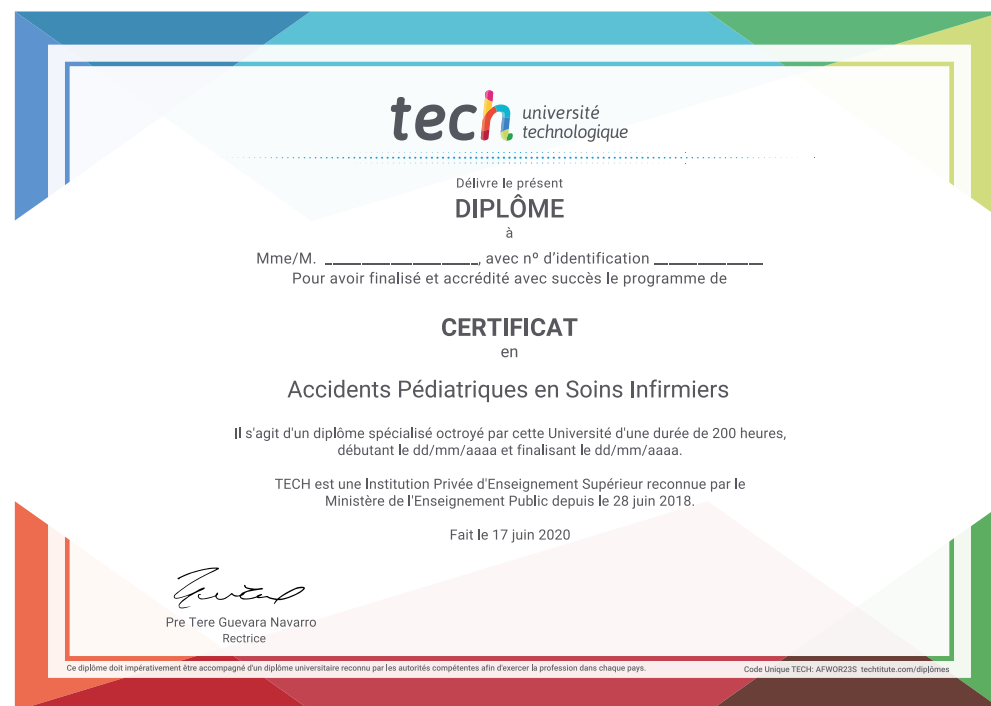 tech université
technologique
Délivre le présent
DIPLÔME
à
Mme/M. ____________________, avec nº d'identification ______________
Pour avoir finalisé et accrédité avec succès le programme de
CERTIFICAT
en
Accidents Pédiatriques en Soins Infirmiers
Il s'agit d'un diplôme spécialisé octroyé par cette Université d'une durée de 200 heures,
débutant le dd/mm/aaaa et finalisant le dd/mm/aaaa.
TECH est une Institution Privée d'Enseignement Supérieur reconnue par le
Ministère de l'Enseignement Public depuis le 28 juin 2018.
Fait le 17 juin 2020
Pre Tere Guevara Navarro
Rectrice
Ce diplôme doit impérativement être accompagné d'un diplôme universitaire reconnu par les autorités compétentes afin d'exercer la profession dans chaque pays.
Code Unique TECH: AFWOR23S techtitute.com/diplômes